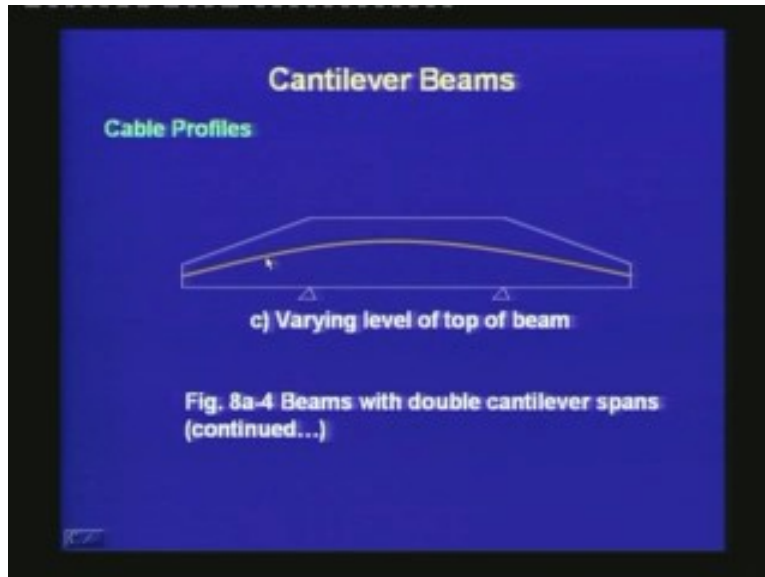 Cantilever Beams
Cable Profiles
c) Varying level of top of beam
Fig. 8a-4 Beams with double cantilever spans
(continued...)